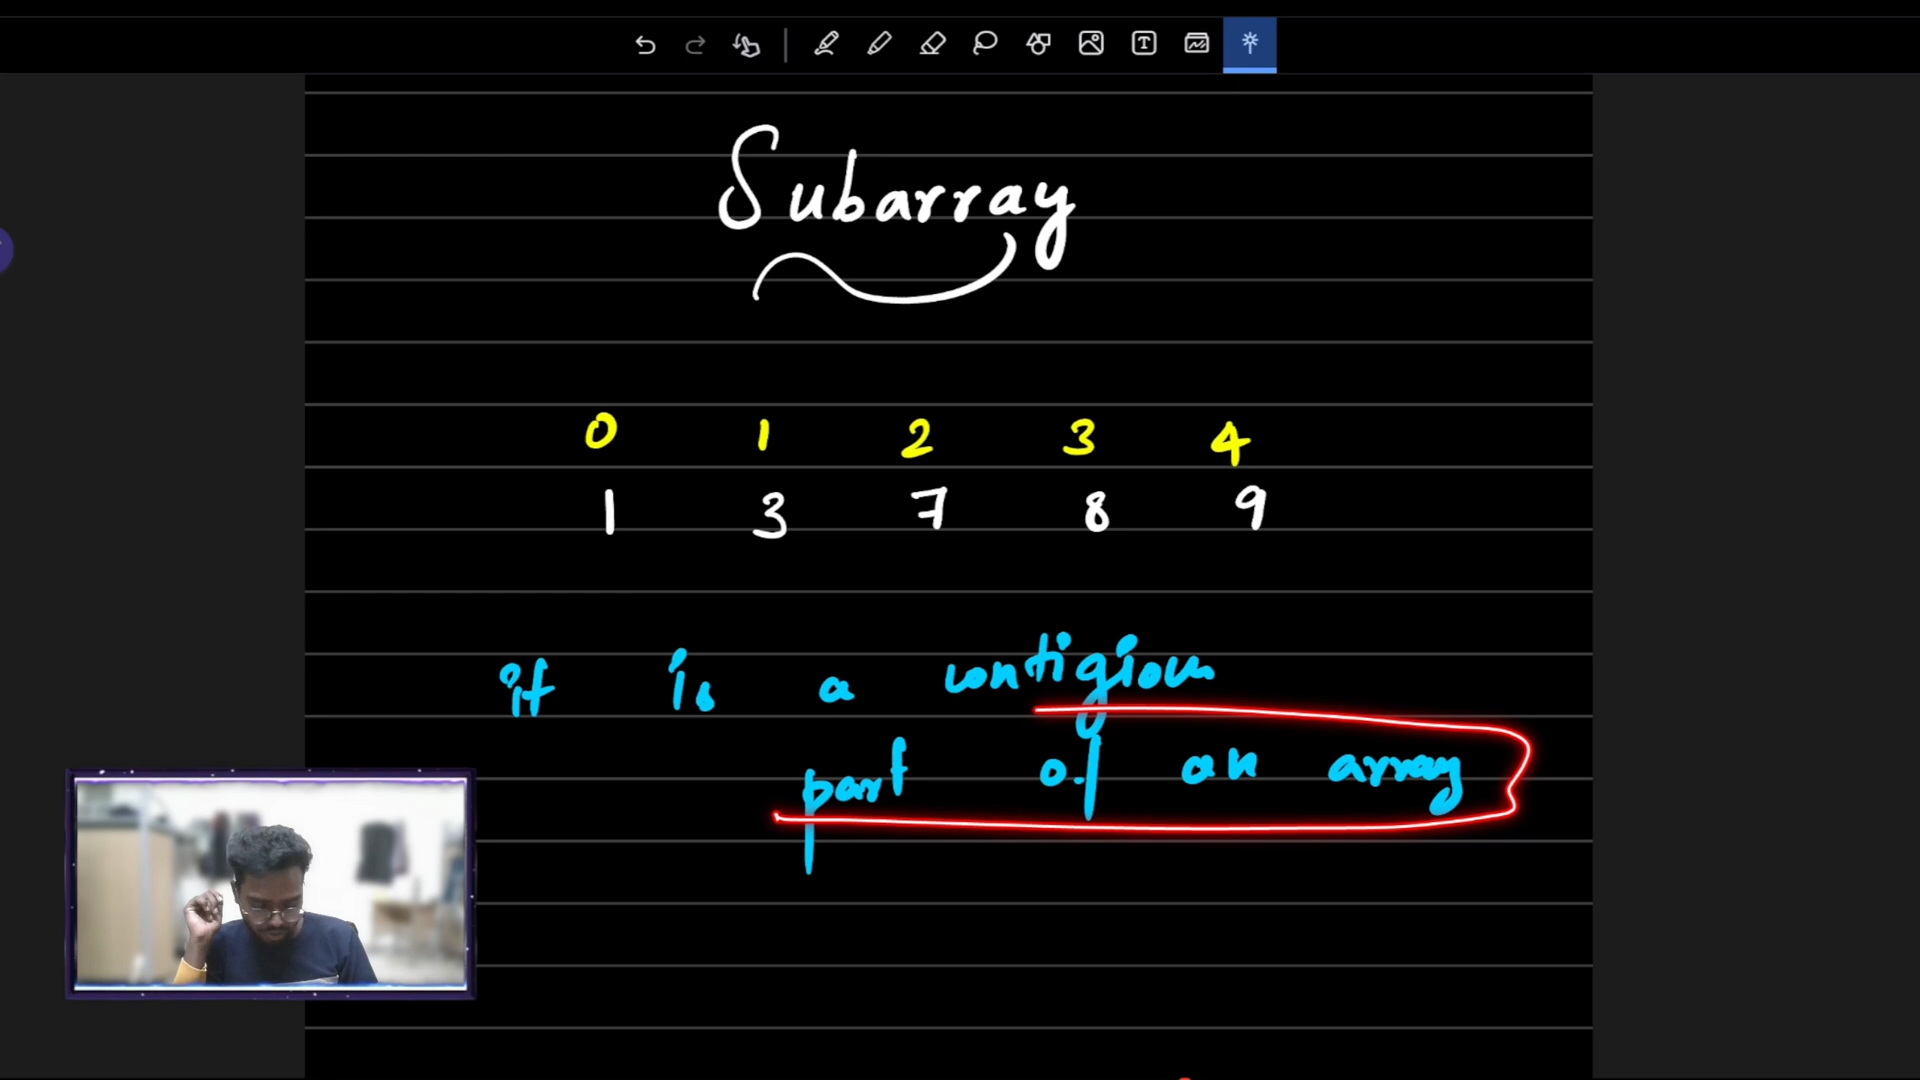 Subarray
0 1 2 3 4
1 3 7 8 9
it is a contigious
part of an array